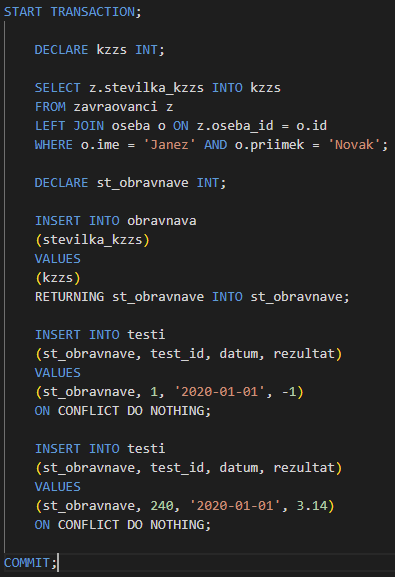 START TRANSACTION;
DECLARE kzzs INT;
SELECT z.stevilka_kzzs INTO kzzs
FROM zavraovanci z
LEFT JOIN oseba o ON z.oseba_id = o.id
WHERE o.ime = 'Janez' AND o.priimek = 'Novak';
DECLARE st_obravnave INT;
INSERT INTO obravnava
(stevilka_kzzs)
VALUES
(kzzs)
RETURNING st_obravnave INTO st_obravnave;
INSERT INTO testi
(st_obravnave, test_id, datum, rezultat)
VALUES
(st_obravnave, 1, '2020-01-01', -1)
ON CONFLICT DO NOTHING;
INSERT INTO testi
(st_obravnave, test_id, datum, rezultat)
VALUES
(st_obravnave, 240, '2020-01-01', 3.14)
ON CONFLICT DO NOTHING;
COMMIT;